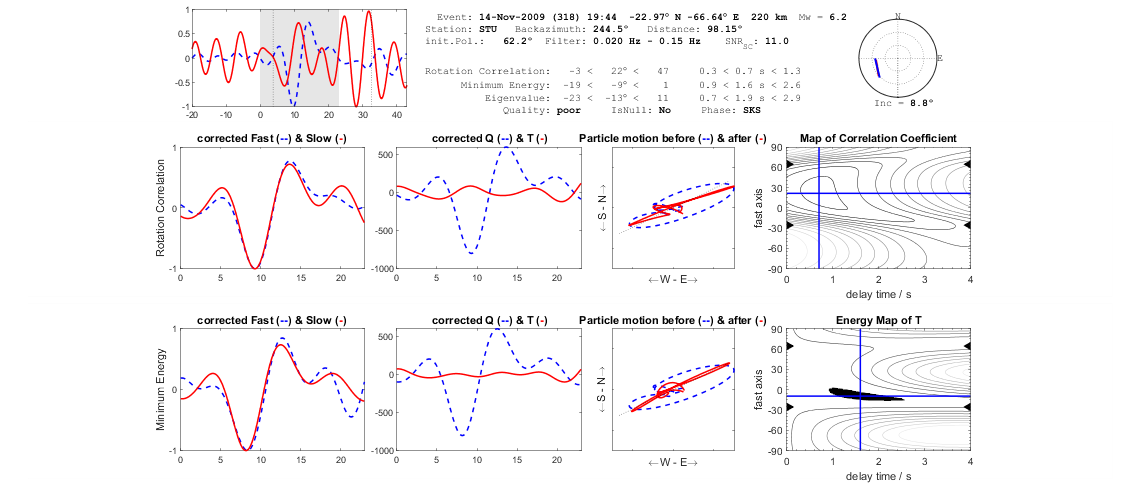 Event: 14-Nov-2009 (318) 19:44 -22.97° N -66.64° E 220 km Mw = 6.2
Station: STU Backazimuth: 244.5° Distance: 98.15°
init.Pol.: 62.2° Filter: 0.020 Hz - 0.15 Hz SNRSC: 11.0
Rotation Correlation: -3 < 22° < 47 0.3 < 0.7 s < 1.3
Minimum Energy: -19 < -9° < 1 0.9 < 1.6 s < 2.6
Eigenvalue: -23 < -13° < 11 0.7 < 1.9 s < 2.9
Quality: poor IsNull: No Phase: SKS
1
0.5
0
-0.5
-1
-20 -10 0 10 20 30 40
N
E
Inc = 8.8°
corrected Fast (--) & Slow (-)
corrected Q (--) & T (-)
Particle motion before (--) & after (-)
Map of Correlation Coefficient
Rotation Correlation
1
0
-1
0 5 10 15 20
500
0
-500
-1000
0 5 10 15 20
←S - N→
←W - E→
fast axis
90
60
30
0
-30
-60
-90
0 1 2 3 4
delay time / s
corrected Fast (--) & Slow (-)
corrected Q (--) & T (-)
Particle motion before (--) & after (-)
Energy Map of T
Minimum Energy
1
0
-1
0 5 10 15 20
500
0
-500
-1000
0 5 10 15 20
←S - N→
←W - E→
fast axis
90
60
30
0
-30
-60
-90
0 1 2 3 4
delay time / s